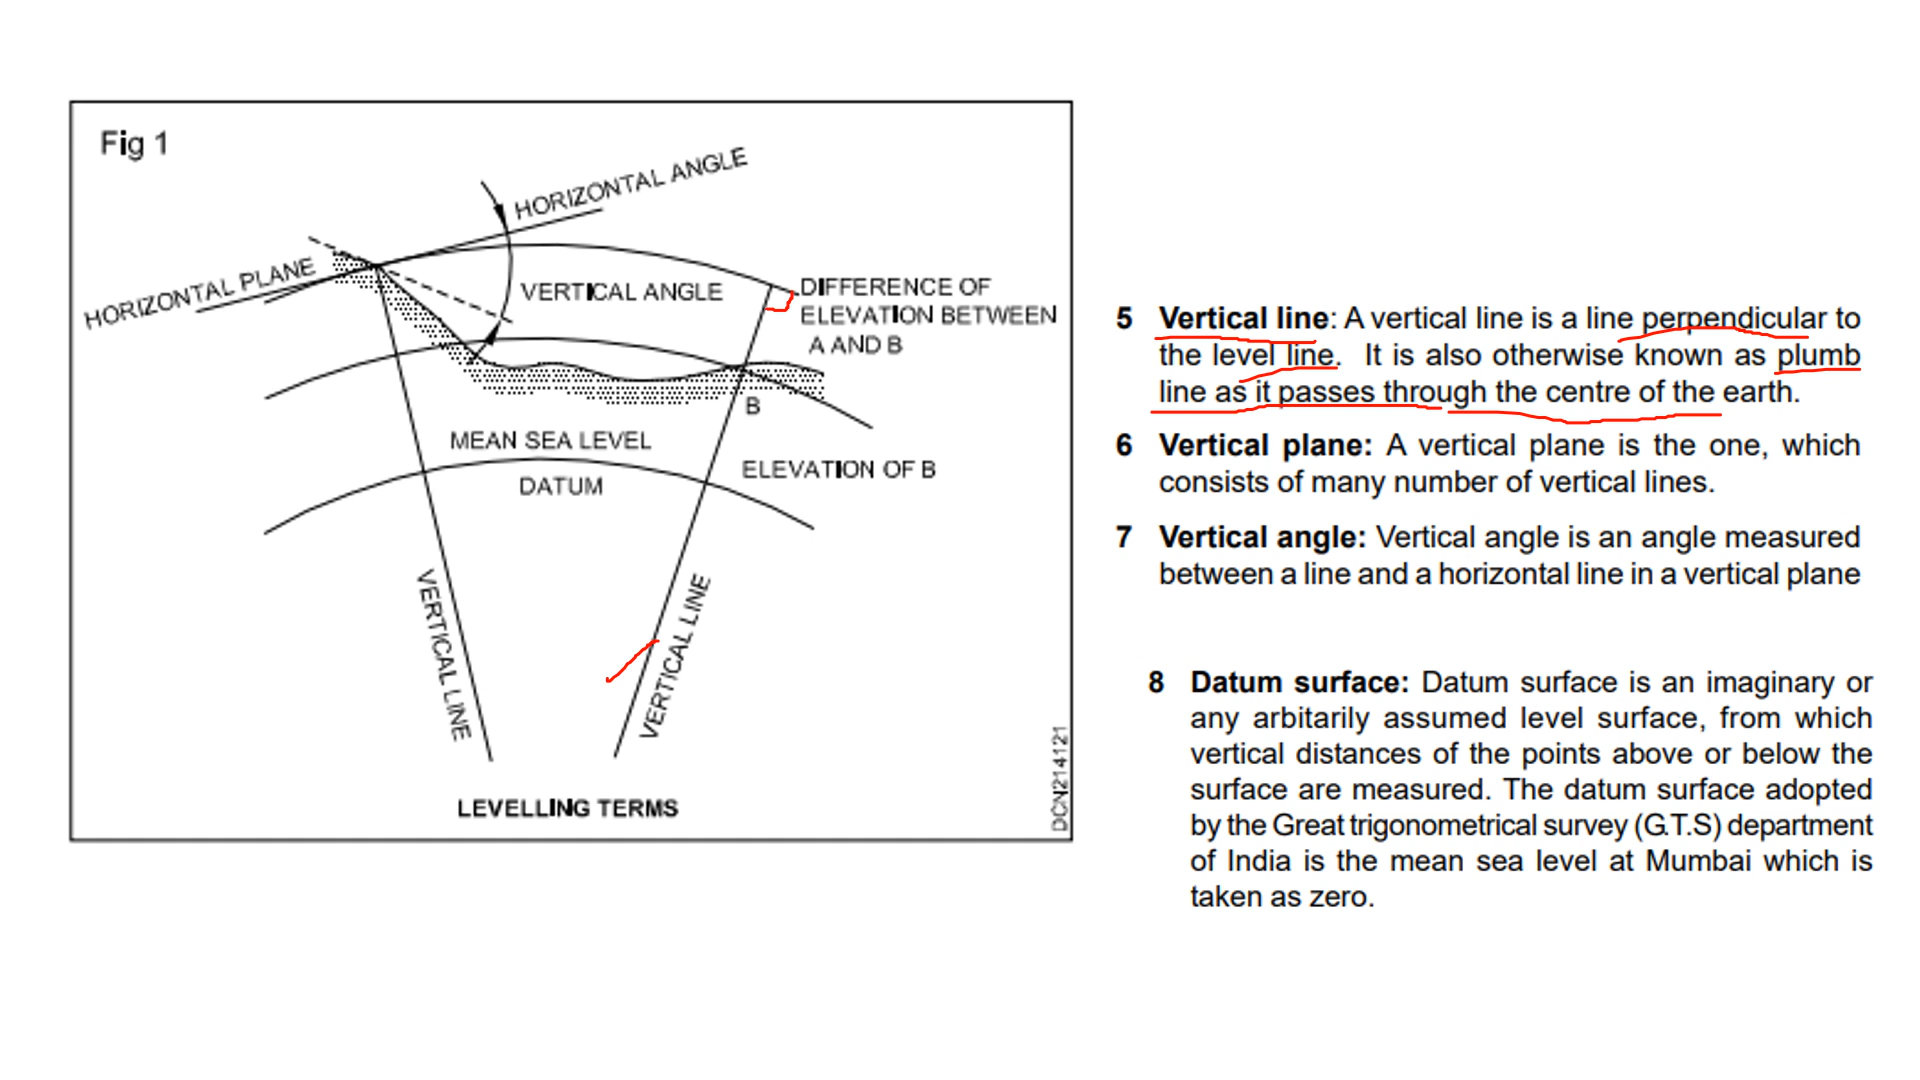 Fig 1
HORIZONTAL ANGLE
HORIZONTAL PLANE
VERTICAL ANGLE
DIFFERENCE OF
ELEVATION BETWEEN
A AND B
B
MEAN SEA LEVEL
ELEVATION OF B
DATUM
VERTICAL LINE
VERTICAL LINE
DCN214121
LEVELLING TERMS
5 Vertical line: A vertical line is a line perpendicular to
the level line. It is also otherwise known as plumb
line as it passes through the centre of the earth.
6 Vertical plane: A vertical plane is the one, which
consists of many number of vertical lines.
7 Vertical angle: Vertical angle is an angle measured
between a line and a horizontal line in a vertical plane
8 Datum surface: Datum surface is an imaginary or
any arbitarily assumed level surface, from which
vertical distances of the points above or below the
surface are measured. The datum surface adopted
by the Great trigonometrical survey (G.T.S) department
of India is the mean sea level at Mumbai which is
taken as zero.